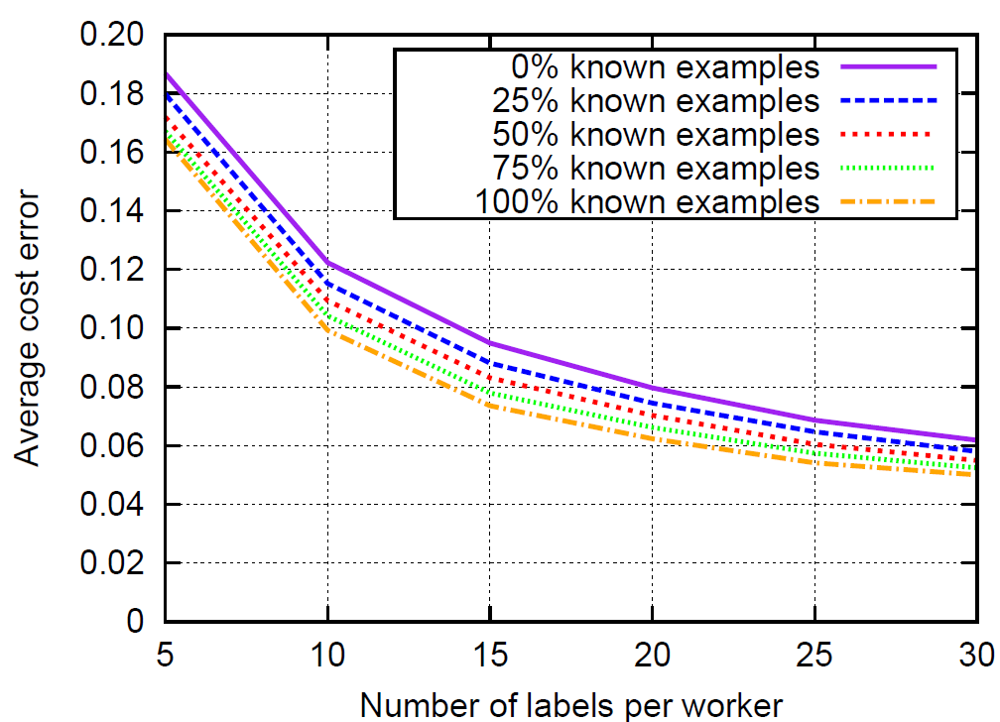 0.20
0.18
0.16
0.14
0.12
0.10
0.08
0.06
0.04
0.02
0
Average cost error
0% known examples
25% known examples
50% known examples
75% known examples
100% known examples
5 10 15 20 25 30
Number of labels per worker